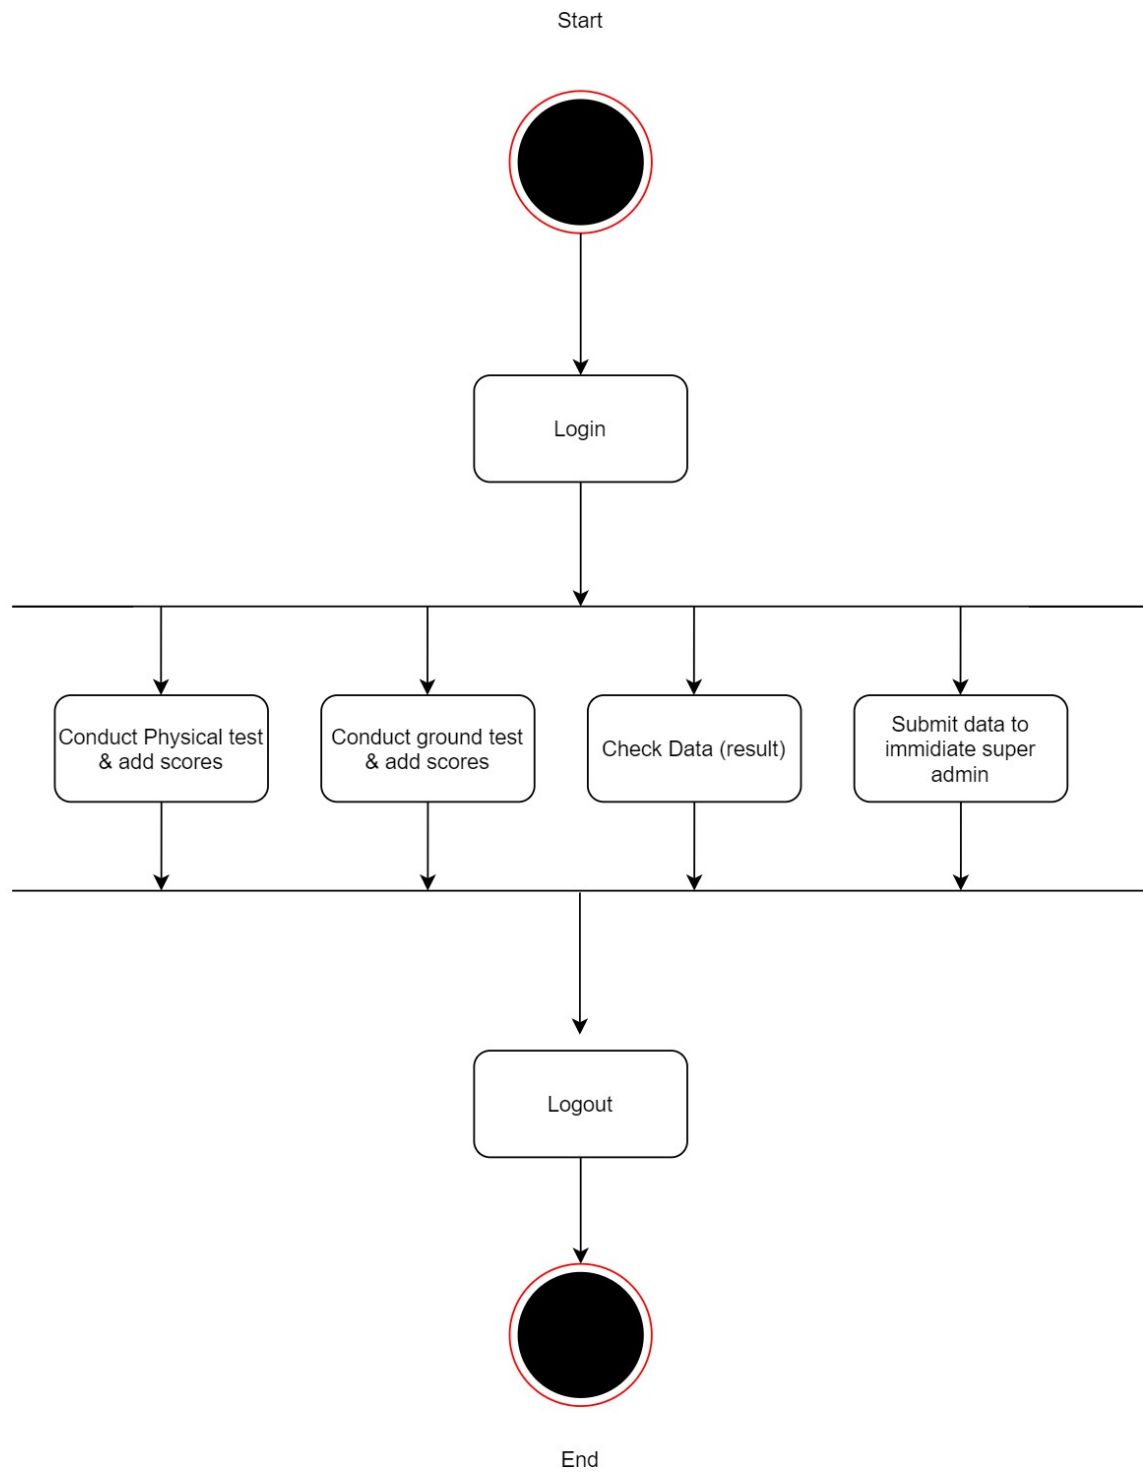 Start
Login
Conduct Physical test
& add scores
Conduct ground test
& add scores
Check Data (result)
Submit data to
immidiate super
admin
Logout
End